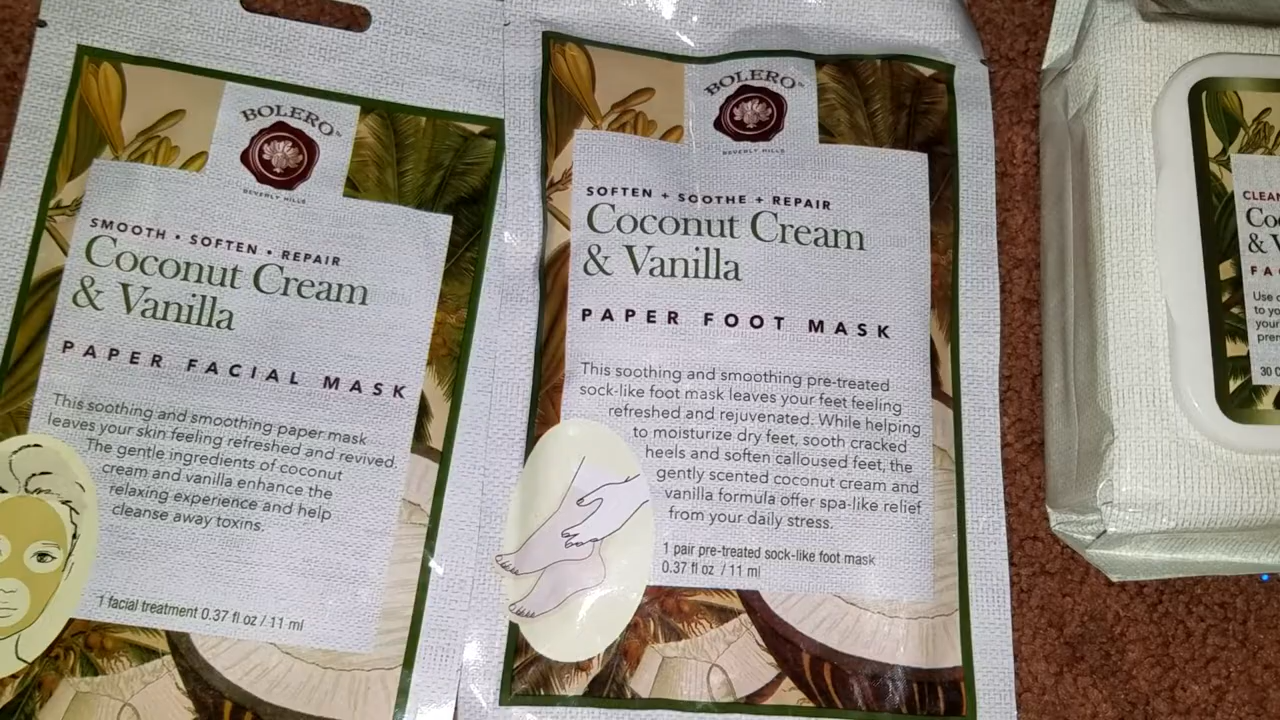 BOLERO™
BEVERLY HILLS
SMOOTH • SOFTEN • REPAIR
Coconut Cream
& Vanilla
PAPER FACIAL MASK
This soothing and smoothing paper mask
leaves your skin feeling refreshed and revived.
The gentle ingredients of coconut
cream and vanilla enhance the
relaxing experience and help
cleanse away toxins.
1 facial treatment 0.37 fl oz / 11 ml
BOLERO™
BEVERLY HILLS
SOFTEN + SOOTHE + REPAIR
Coconut Cream
& Vanilla
PAPER FOOT MASK
This soothing and smoothing pre-treated
sock-like foot mask leaves your feet feeling
refreshed and rejuvenated. While helping
to moisturize dry feet, sooth cracked
heels and soften calloused feet, the
gently scented coconut cream and
vanilla formula offer spa-like relief
from your daily stress.
1 pair pre-treated sock-like foot mask
0.37 fl oz / 11 ml
CLEAN
Co
& V
FAC
Use
to yo
your
30